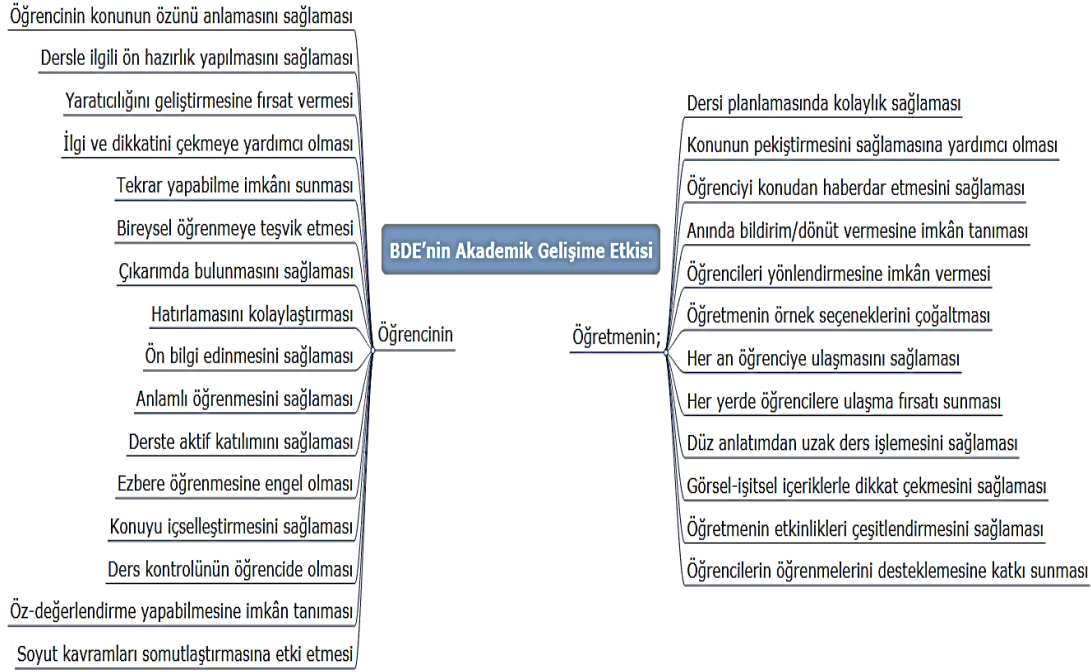 Öğrencinin konunun özünü anlamasını sağlaması
Dersle ilgili ön hazırlık yapılmasını sağlaması
Yaratıcılığını geliştirmesine fırsat vermesi
İlgi ve dikkatini çekmeye yardımcı olması
Tekrar yapabilme imkânı sunması
Bireysel öğrenmeye teşvik etmesi
Çıkarımda bulunmasını sağlaması
Hatırlamasını kolaylaştırması
Ön bilgi edinmesini sağlaması
Anlamlı öğrenmesini sağlaması
Derste aktif katılımını sağlaması
Ezbere öğrenmesine engel olması
Konuyu içselleştirmesini sağlaması
Ders kontrolünün öğrencide olması
Öz-değerlendirme yapabilmesine imkân tanıması
Soyut kavramları somutlaştırmasına etki etmesi
Öğrencinin
BDE’nin Akademik Gelişime Etkisi
Öğretmenin;
Dersi planlamasında kolaylık sağlaması
Konunun pekiştirmesini sağlamasına yardımcı olması
Öğrenciyi konudan haberdar etmesini sağlaması
Anında bildirim/dönüt vermesine imkân tanıması
Öğrencileri yönlendirmesine imkân vermesi
Öğretmenin örnek seçeneklerini çoğaltması
Her an öğrenciye ulaşmasını sağlaması
Her yerde öğrencilere ulaşma fırsatı sunması
Düz anlatımdan uzak ders işlemesini sağlaması
Görsel-işitsel içeriklerle dikkat çekmesini sağlaması
Öğretmenin etkinlikleri çeşitlendirmesini sağlaması
Öğrencilerin öğrenmelerini desteklemesine katkı sunması